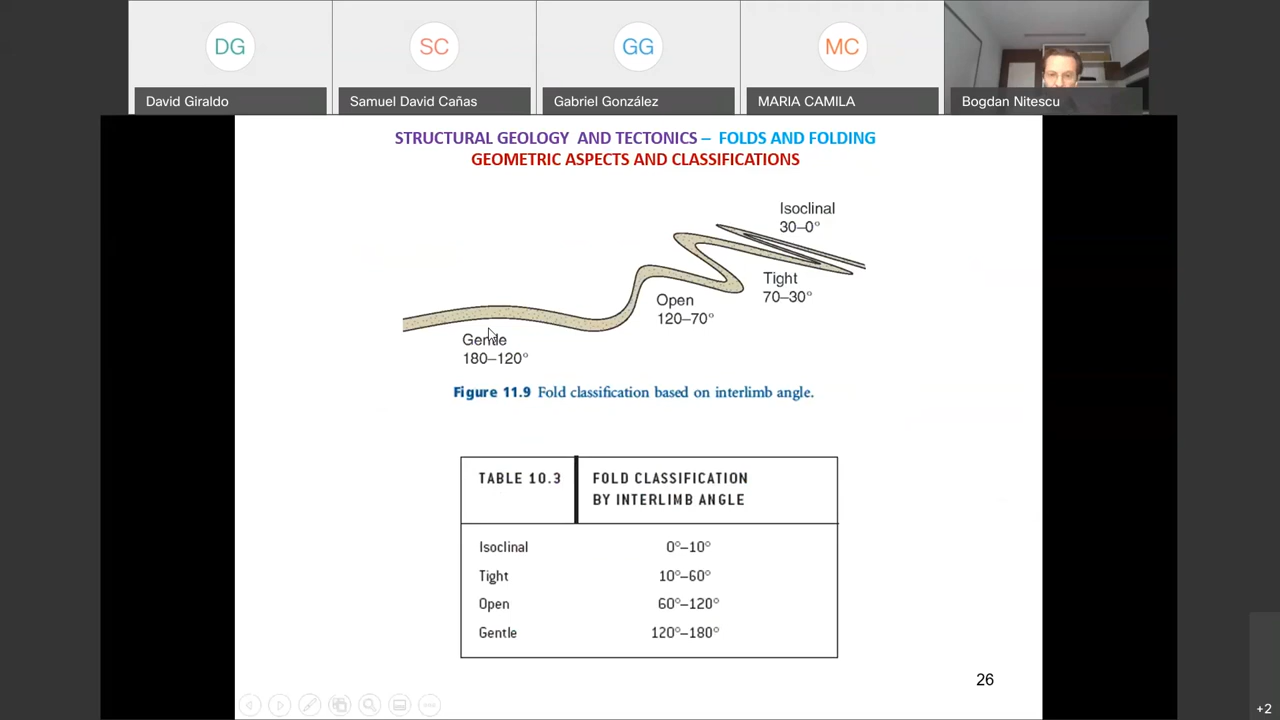 DG
SC
GG
MC
David Giraldo
Samuel David Cañas
Gabriel González
MARIA CAMILA
Bogdan Nitescu
STRUCTURAL GEOLOGY AND TECTONICS – FOLDS AND FOLDING
GEOMETRIC ASPECTS AND CLASSIFICATIONS
Isoclinal
30–0°
Tight
70–30°
Open
120–70°
Gentle
180–120°
Figure 11.9 Fold classification based on interlimb angle.
TABLE 10.3
FOLD CLASSIFICATION
BY INTERLIMB ANGLE
Isoclinal 0°–10°
Tight 10°–60°
Open 60°–120°
Gentle 120°–180°
26
+2